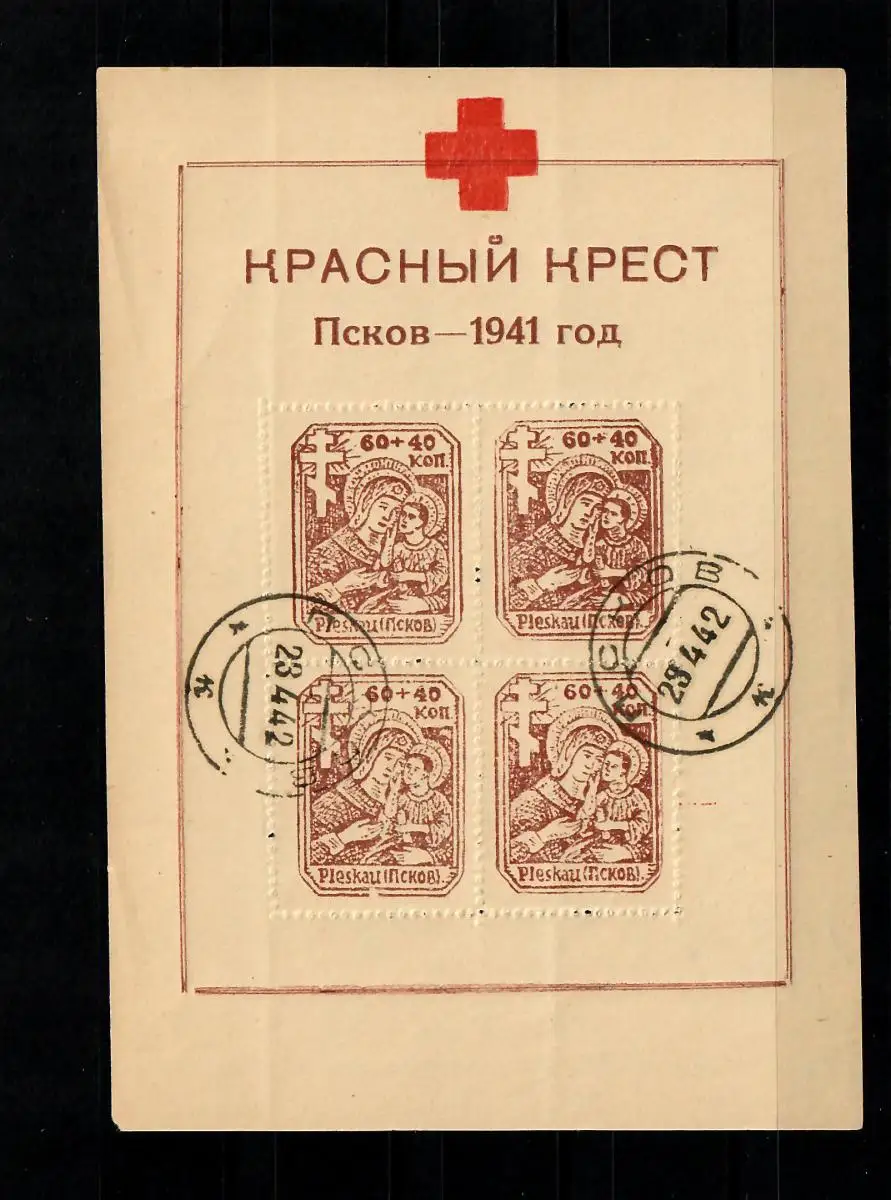 КРАСНЫЙ КРЕСТ
Псков—1941 год
60+40
КОП.
Pleskau (Псков).
60+40
КОП.
Pleskau (Псков).
60+40
КОП.
Pleskau (Псков).
60+40
КОП.
Pleskau (Псков).
23.4.42
29.4.42